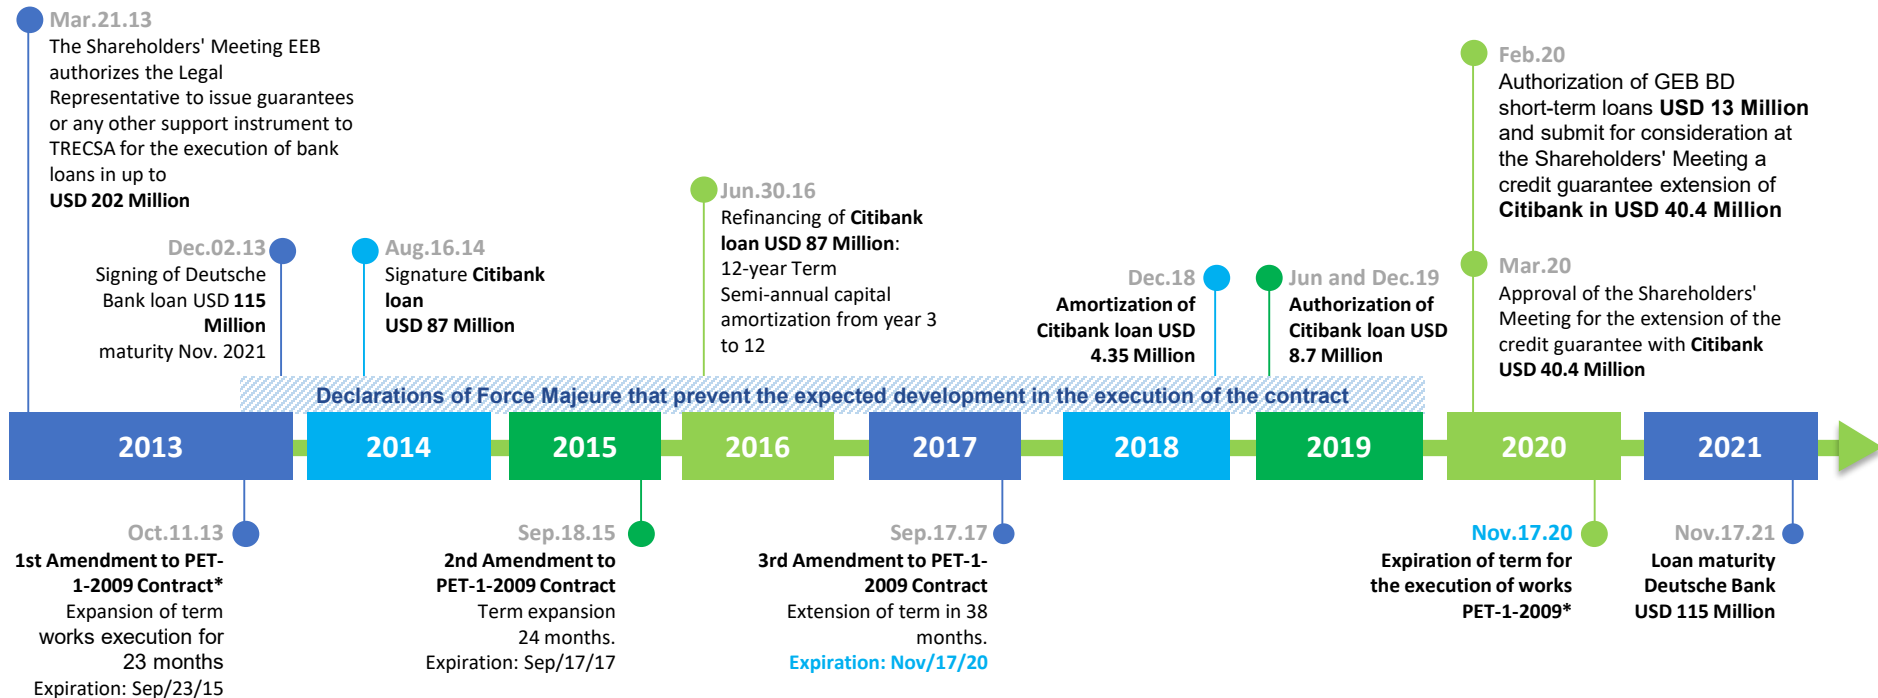 Mar.21.13
The Shareholders' Meeting EEB
authorizes the Legal
Representative to issue guarantees
or any other support instrument to
TRECSA for the execution of bank
loans in up to
USD 202 Million
Dec.02.13
Signing of Deutsche
Bank loan USD 115
Million
maturity Nov. 2021
Aug.16.14
Signature Citibank
loan
USD 87 Million
Jun.30.16
Refinancing of Citibank
loan USD 87 Million:
12-year Term
Semi-annual capital
amortization from year 3
to 12
Dec.18
Amortization of
Citibank loan USD
4.35 Million
Jun and Dec.19
Authorization of
Citibank loan USD
8.7 Million
Feb.20
Authorization of GEB BD
short-term loans USD 13 Million
and submit for consideration at
the Shareholders' Meeting a
credit guarantee extension of
Citibank in USD 40.4 Million
Mar.20
Approval of the Shareholders'
Meeting for the extension of the
credit guarantee with Citibank
USD 40.4 Million
Declarations of Force Majeure that prevent the expected development in the execution of the contract
2013 2014 2015 2016 2017 2018 2019 2020 2021
Oct.11.13
1st Amendment to PET-
1-2009 Contract*
Expansion of term
works execution for
23 months
Expiration: Sep/23/15
Sep.18.15
2nd Amendment to
PET-1-2009 Contract
Term expansion
24 months.
Expiration: Sep/17/17
Sep.17.17
3rd Amendment to PET-1-
2009 Contract
Extension of term in 38
months.
Expiration: Nov/17/20
Nov.17.20
Expiration of term for
the execution of works
PET-1-2009*
Nov.17.21
Loan maturity
Deutsche Bank
USD 115 Million